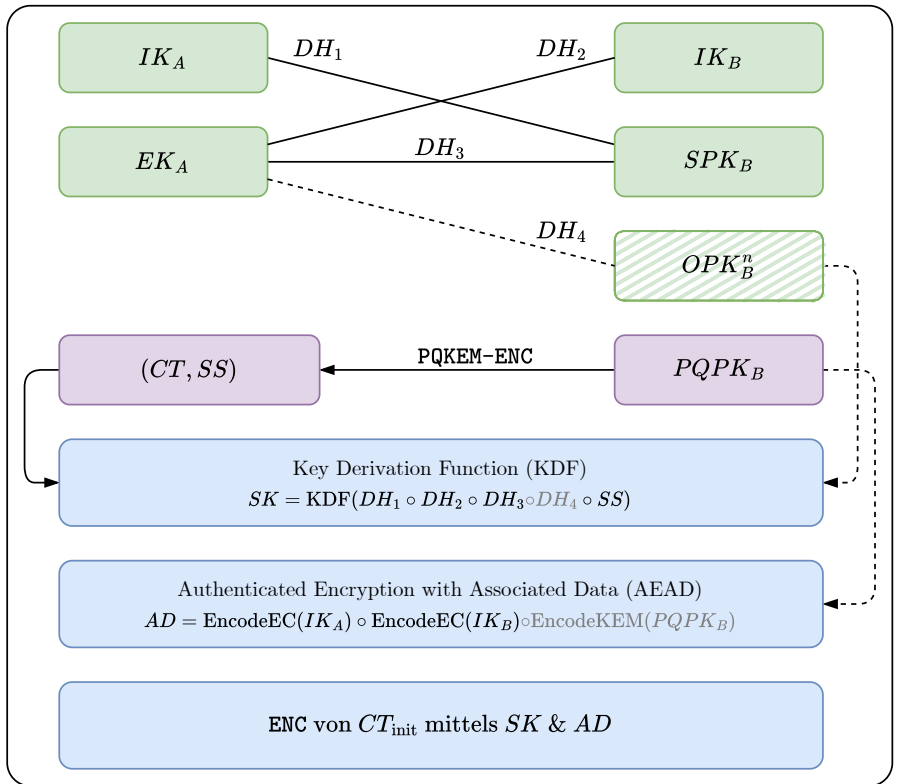 IK_A
DH_1
DH_2
IK_B
EK_A
DH_3
SPK_B
DH_4
OPK_B^n
(CT, SS)
PQKEM-ENC
PQPK_B
Key Derivation Function (KDF)
SK = KDF(DH_1 ∘ DH_2 ∘ DH_3∘DH_4 ∘ SS)
Authenticated Encryption with Associated Data (AEAD)
AD = EncodeEC(IK_A) ∘ EncodeEC(IK_B)∘EncodeKEM(PQPK_B)
ENC von CT_init mittels SK & AD